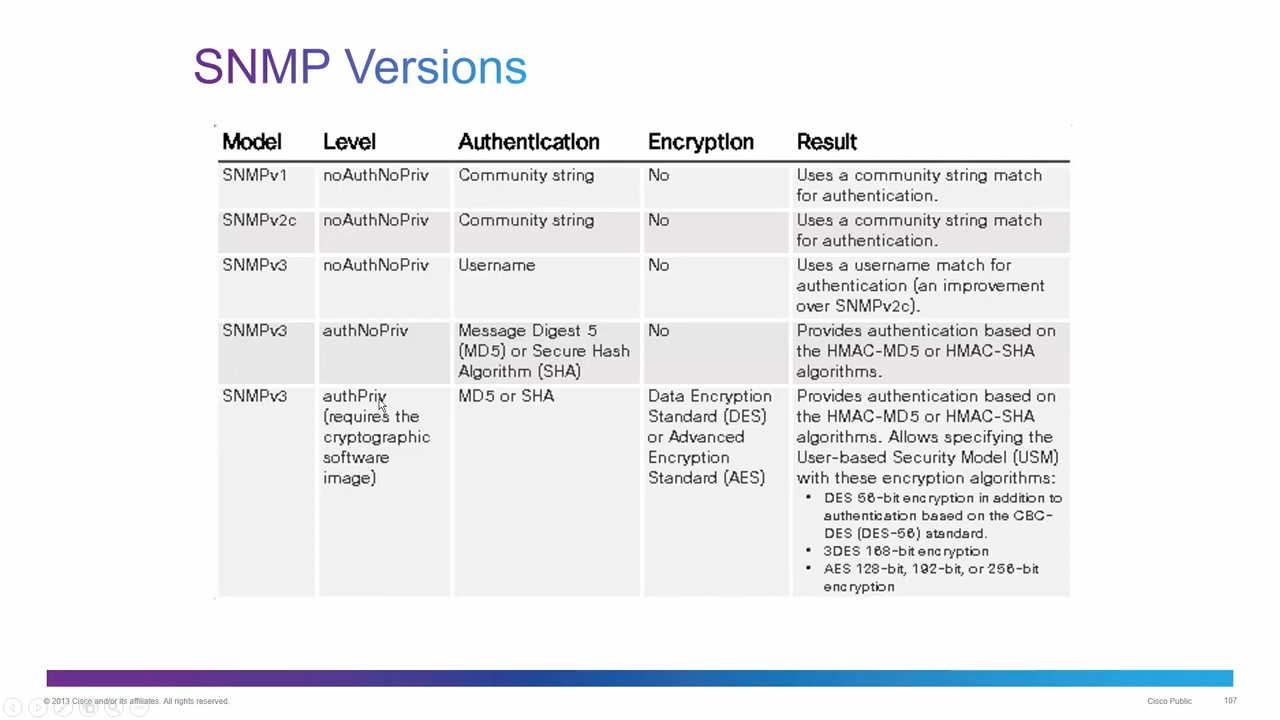 SNMP Versions
Model Level Authentication Encryption Result
SNMPv1 noAuthNoPriv Community string No Uses a community string match
for authentication.
SNMPv2c noAuthNoPriv Community string No Uses a community string match
for authentication.
SNMPv3 noAuthNoPriv Username No Uses a username match for
authentication (an improvement
over SNMPv2c).
SNMPv3 authNoPriv Message Digest 5 No Provides authentication based on
(MD5) or Secure Hash the HMAC-MD5 or HMAC-SHA
Algorithm (SHA) algorithms.
SNMPv3 authPriv MD5 or SHA Data Encryption Provides authentication based on
(requires the Standard (DES) the HMAC-MD5 or HMAC-SHA
cryptographic or Advanced algorithms. Allows specifying the
software Encryption User-based Security Model (USM)
image) Standard (AES) with these encryption algorithms:
• DES 56-bit encryption in addition to
authentication based on the CBC-
DES (DES-56) standard.
• 3DES 168-bit encryption
• AES 128-bit, 192-bit, or 256-bit
encryption
© 2013 Cisco and/or its affiliates. All rights reserved. Cisco Public 107